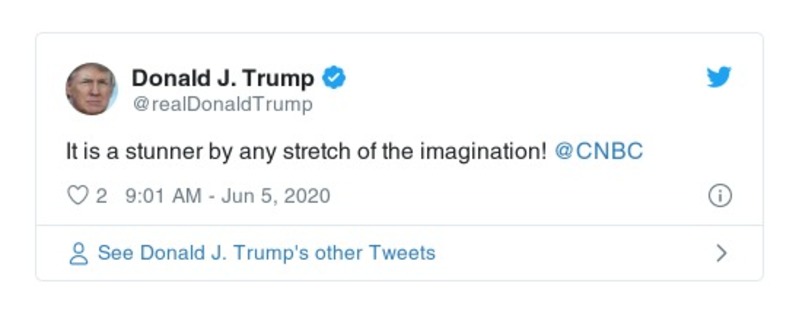 Donald J. Trump
@realDonaldTrump
It is a stunner by any stretch of the imagination! @CNBC
2 9:01 AM - Jun 5, 2020
See Donald J. Trump's other Tweets